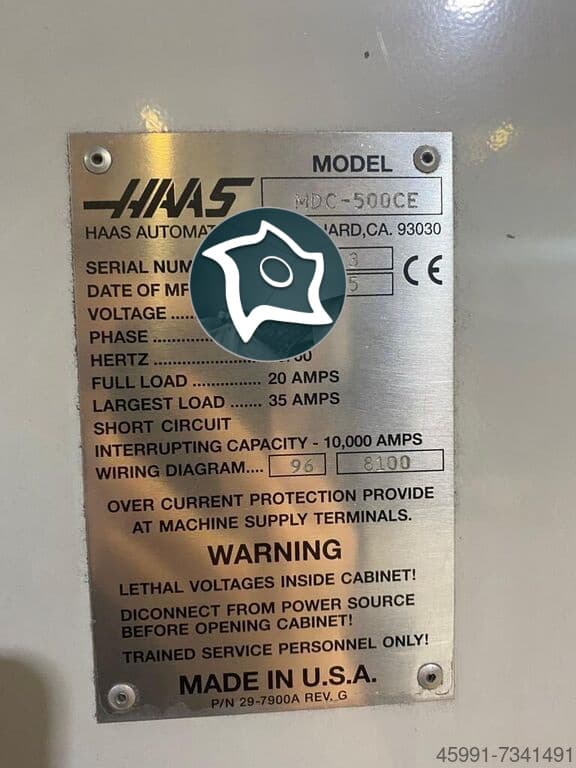 MODEL
HAAS MDC-500CE
HAAS AUTOMAT CA. 93030
SERIAL NUM 3
DATE OF MF 5 CE
VOLTAGE .....
PHASE ...............
HERTZ ....................
FULL LOAD .............. 20 AMPS
LARGEST LOAD ....... 35 AMPS
SHORT CIRCUIT
INTERRUPTING CAPACITY - 10,000 AMPS
WIRING DIAGRAM.... 96 8100
OVER CURRENT PROTECTION PROVIDE
AT MACHINE SUPPLY TERMINALS.
WARNING
LETHAL VOLTAGES INSIDE CABINET!
DICONNECT FROM POWER SOURCE
BEFORE OPENING CABINET!
TRAINED SERVICE PERSONNEL ONLY!
MADE IN U.S.A.
P/N 29-7900A REV. G
45991-7341491